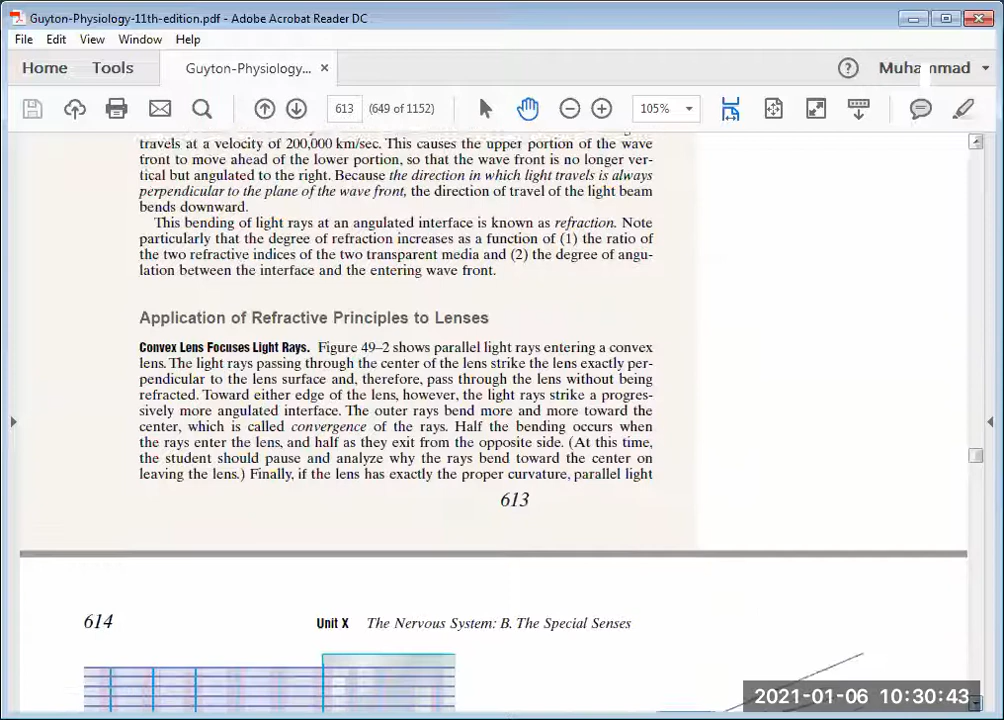 Guyton-Physiology-11th-edition.pdf - Adobe Acrobat Reader DC
File Edit View Window Help
Home Tools Guyton-Physiology... × ? Muhammad
613 (649 of 1152) 105%
travels at a velocity of 200,000 km/sec. This causes the upper portion of the wave
front to move ahead of the lower portion, so that the wave front is no longer ver-
tical but angulated to the right. Because the direction in which light travels is always
perpendicular to the plane of the wave front, the direction of travel of the light beam
bends downward.
This bending of light rays at an angulated interface is known as refraction. Note
particularly that the degree of refraction increases as a function of (1) the ratio of
the two refractive indices of the two transparent media and (2) the degree of angu-
lation between the interface and the entering wave front.
Application of Refractive Principles to Lenses
Convex Lens Focuses Light Rays. Figure 49–2 shows parallel light rays entering a convex
lens. The light rays passing through the center of the lens strike the lens exactly per-
pendicular to the lens surface and, therefore, pass through the lens without being
refracted. Toward either edge of the lens, however, the light rays strike a progres-
sively more angulated interface. The outer rays bend more and more toward the
center, which is called convergence of the rays. Half the bending occurs when
the rays enter the lens, and half as they exit from the opposite side. (At this time,
the student should pause and analyze why the rays bend toward the center on
leaving the lens.) Finally, if the lens has exactly the proper curvature, parallel light
613
614 Unit X The Nervous System: B. The Special Senses
2021-01-06 10:30:43